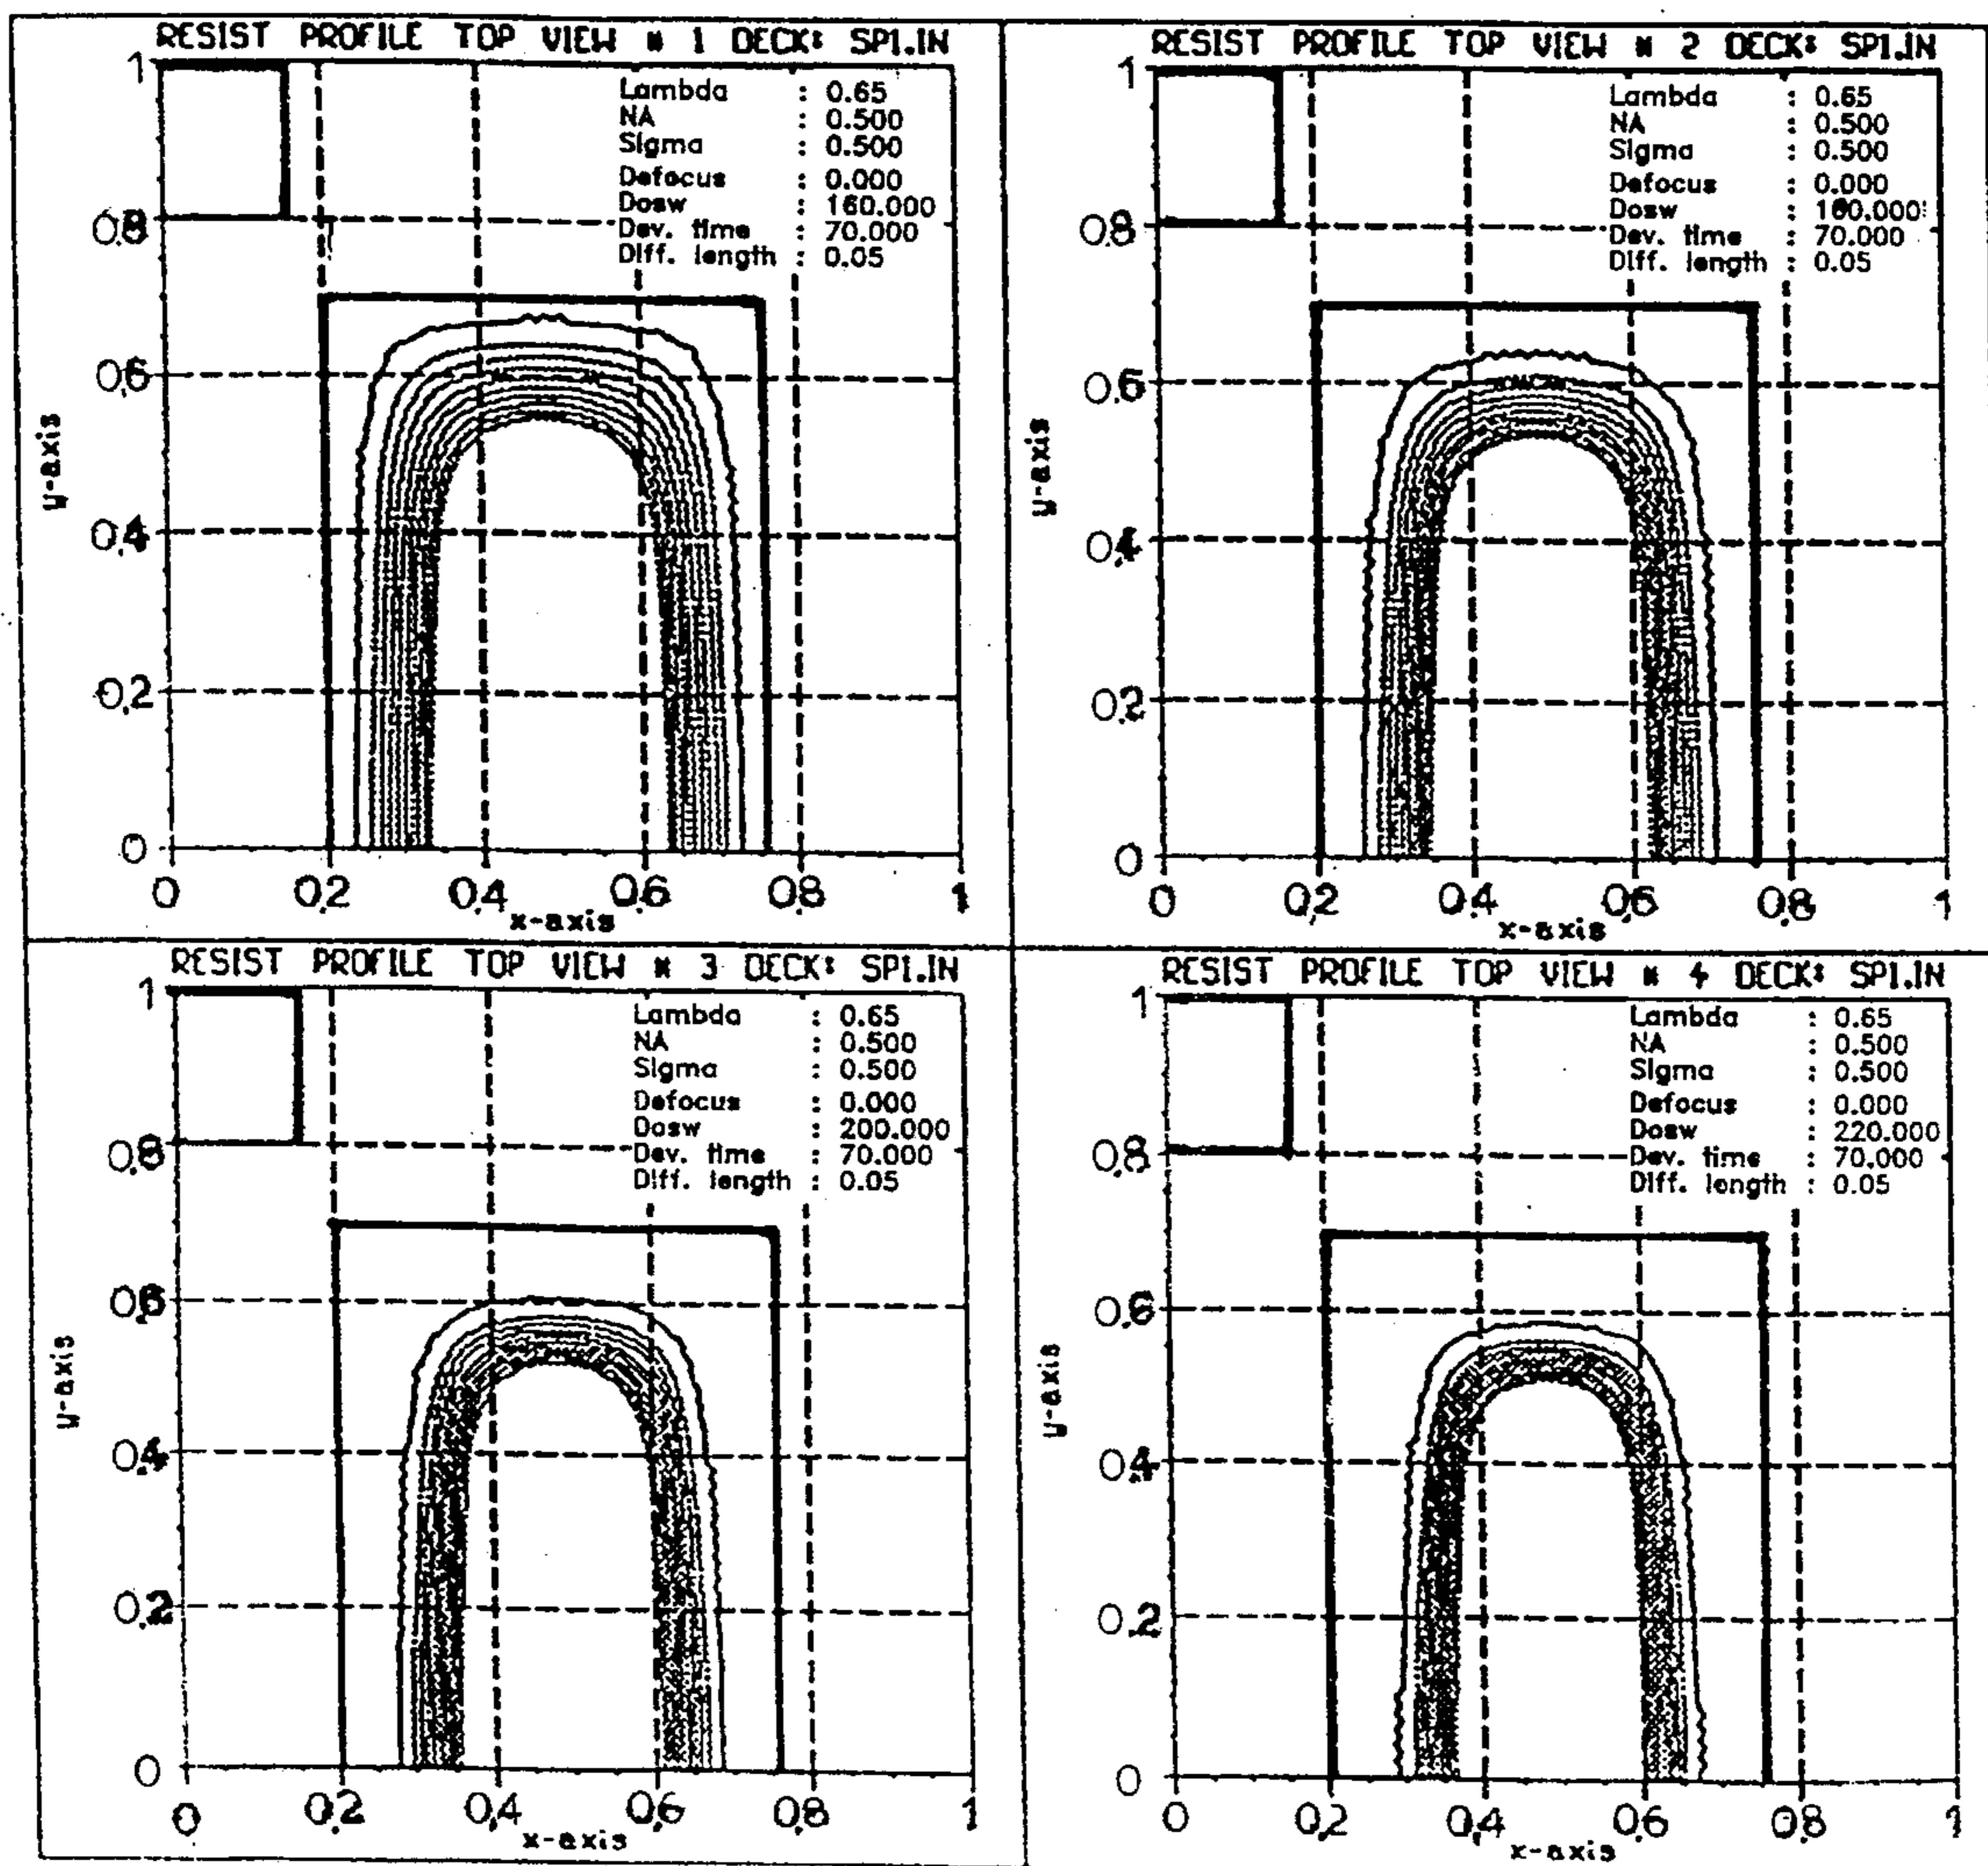 RESIST PROFILE TOP VIEW # 1 DECK: SP1.IN
Lambda : 0.65
NA : 0.500
Sigma : 0.500
Defocus : 0.000
Dosw : 160.000
Dev. time : 70.000
Diff. length : 0.05
1
0.8
0.6
0.4
0.2
0
y-axis
0 0.2 0.4 0.6 0.8 1
x-axis
RESIST PROFILE TOP VIEW # 2 DECK: SP1.IN
Lambda : 0.65
NA : 0.500
Sigma : 0.500
Defocus : 0.000
Dosw :
Dev. time : 70.000
Diff. length : 0.05
1
0.8
0.6
0.4
0.2
0
y-axis
0 0.2 0.4 0.6 0.8 1
x-axis
RESIST PROFILE TOP VIEW # 3 DECK: SP1.IN
Lambda : 0.65
NA : 0.500
Sigma : 0.500
Defocus : 0.000
Dosw : 200.000
Dev. time : 70.000
Diff. length : 0.05
1
0.8
0.6
0.4
0.2
0
y-axis
0 0.2 0.4 0.6 0.8 1
x-axis
RESIST PROFILE TOP VIEW # 4 DECK: SP1.IN
Lambda : 0.65
NA : 0.500
Sigma : 0.500
Defocus : 0.000
Dosw : 220.000
Dev. time : 70.000
Diff. length : 0.05
1
0.8
0.6
0.4
0.2
0
y-axis
0 0.2 0.4 0.6 0.8 1
x-axis